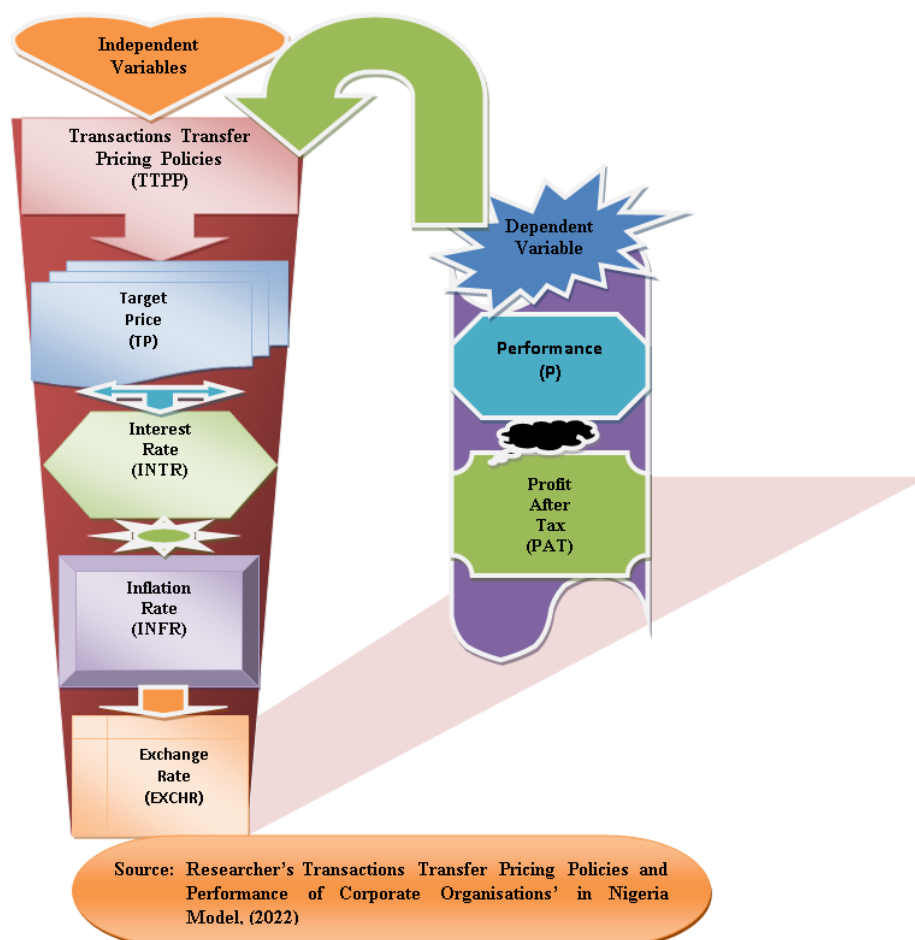 Independent
Variables
Transactions Transfer
Pricing Policies
(TTPP)
Target
Price
(TP)
Interest
Rate
(INTR)
Inflation
Rate
(INFR)
Exchange
Rate
(EXCHR)
Dependent
Variable
Performance
(P)
Profit
After
Tax
(PAT)
Source: Researcher's Transactions Transfer Pricing Policies and
Performance of Corporate Organisations' in Nigeria
Model, (2022)